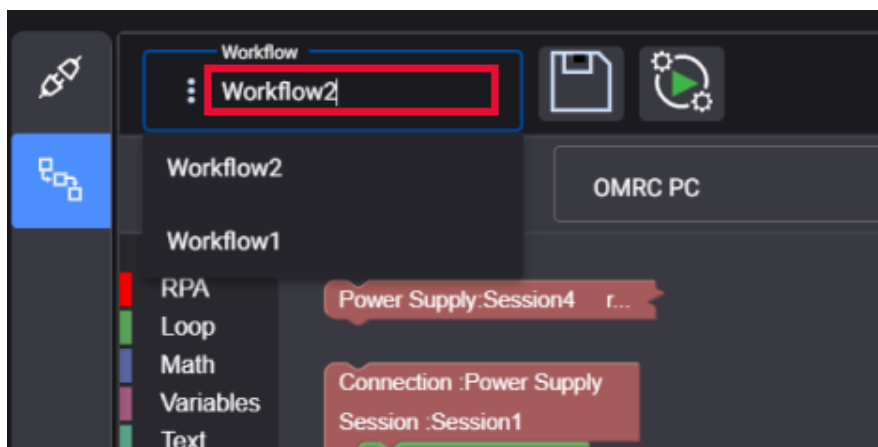 Workflow
Workflow2
Workflow2
Workflow1
OMRC PC
RPA
Loop
Math
Variables
Text
Power Supply:Session4 r...
Connection :Power Supply
Session :Session1